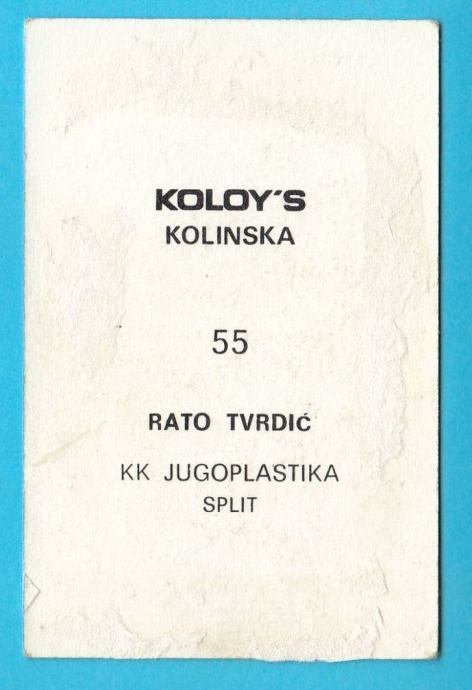 KOLOY'S
KOLINSKA
55
RATO TVRDIĆ
KK JUGOPLASTIKA
SPLIT